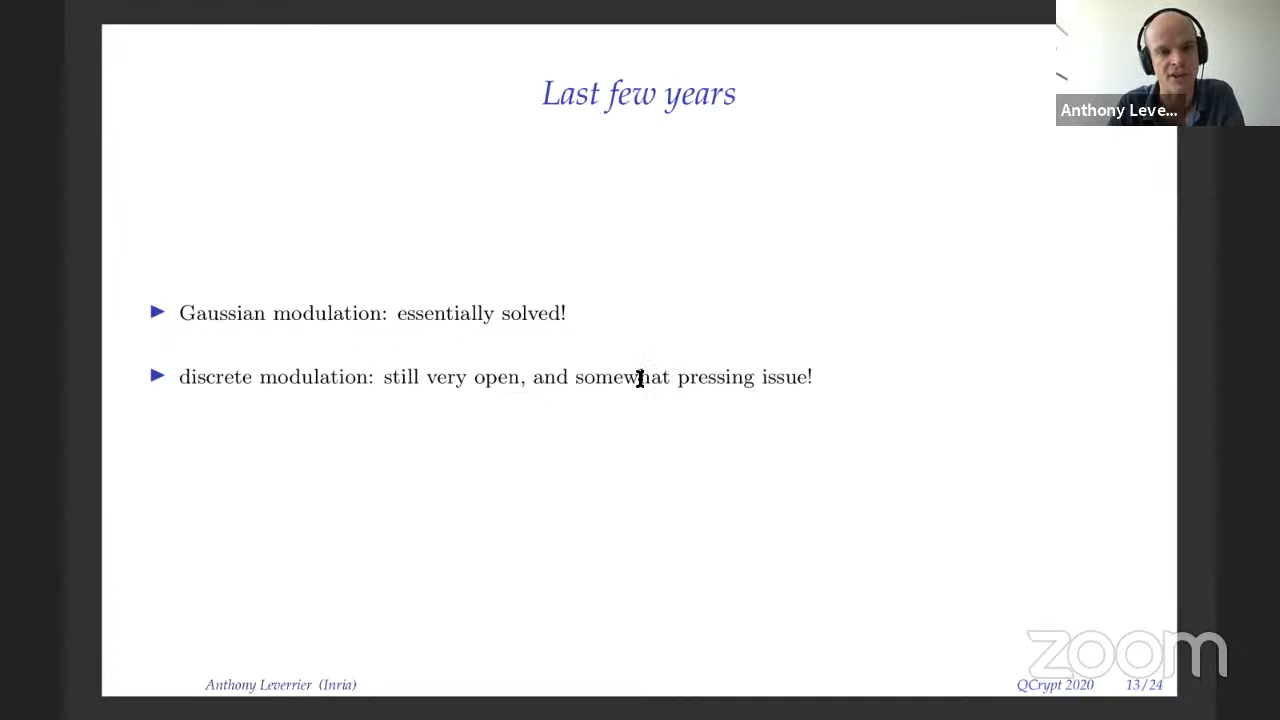 Last few years
Anthony Leve...
▶ Gaussian modulation: essentially solved!
▶ discrete modulation: still very open, and somewhat pressing issue!
zoom
Anthony Leverrier (Inria)
QCrypt 2020
13/24